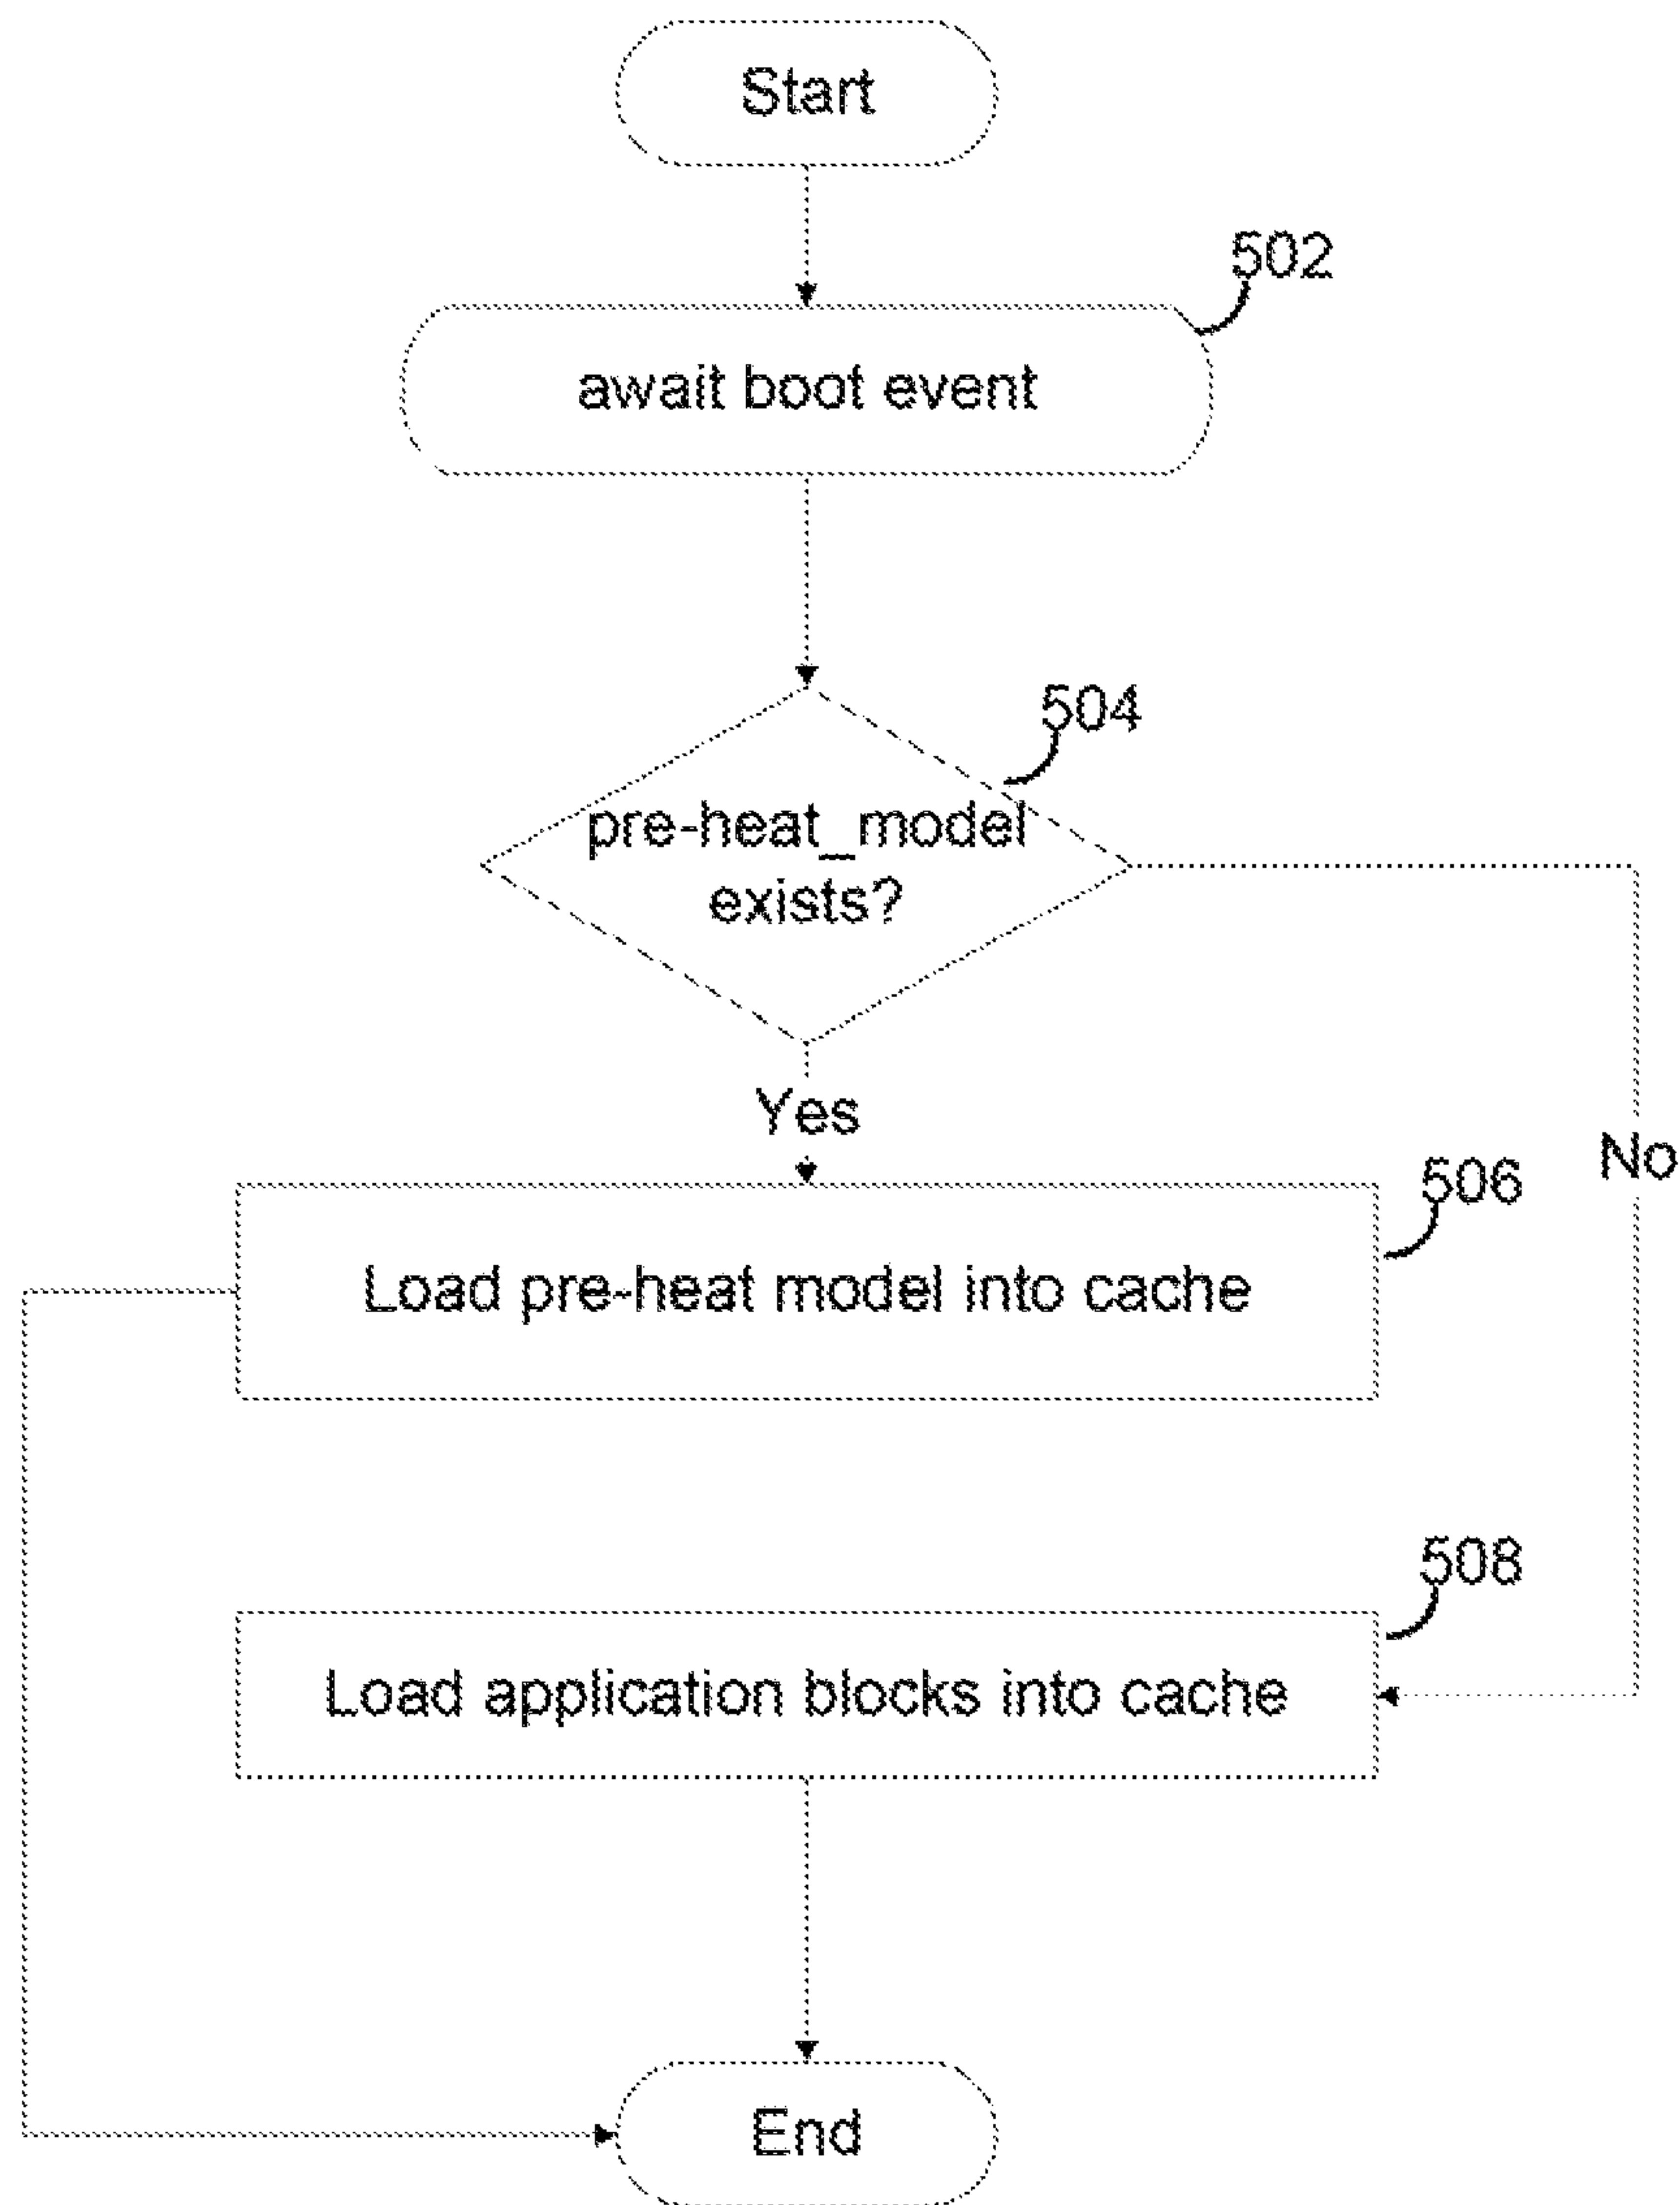 Start
502
await boot event
504
pre-heat_model
exists?
Yes
No
506
Load pre-heat model into cache
508
Load application blocks into cache
End